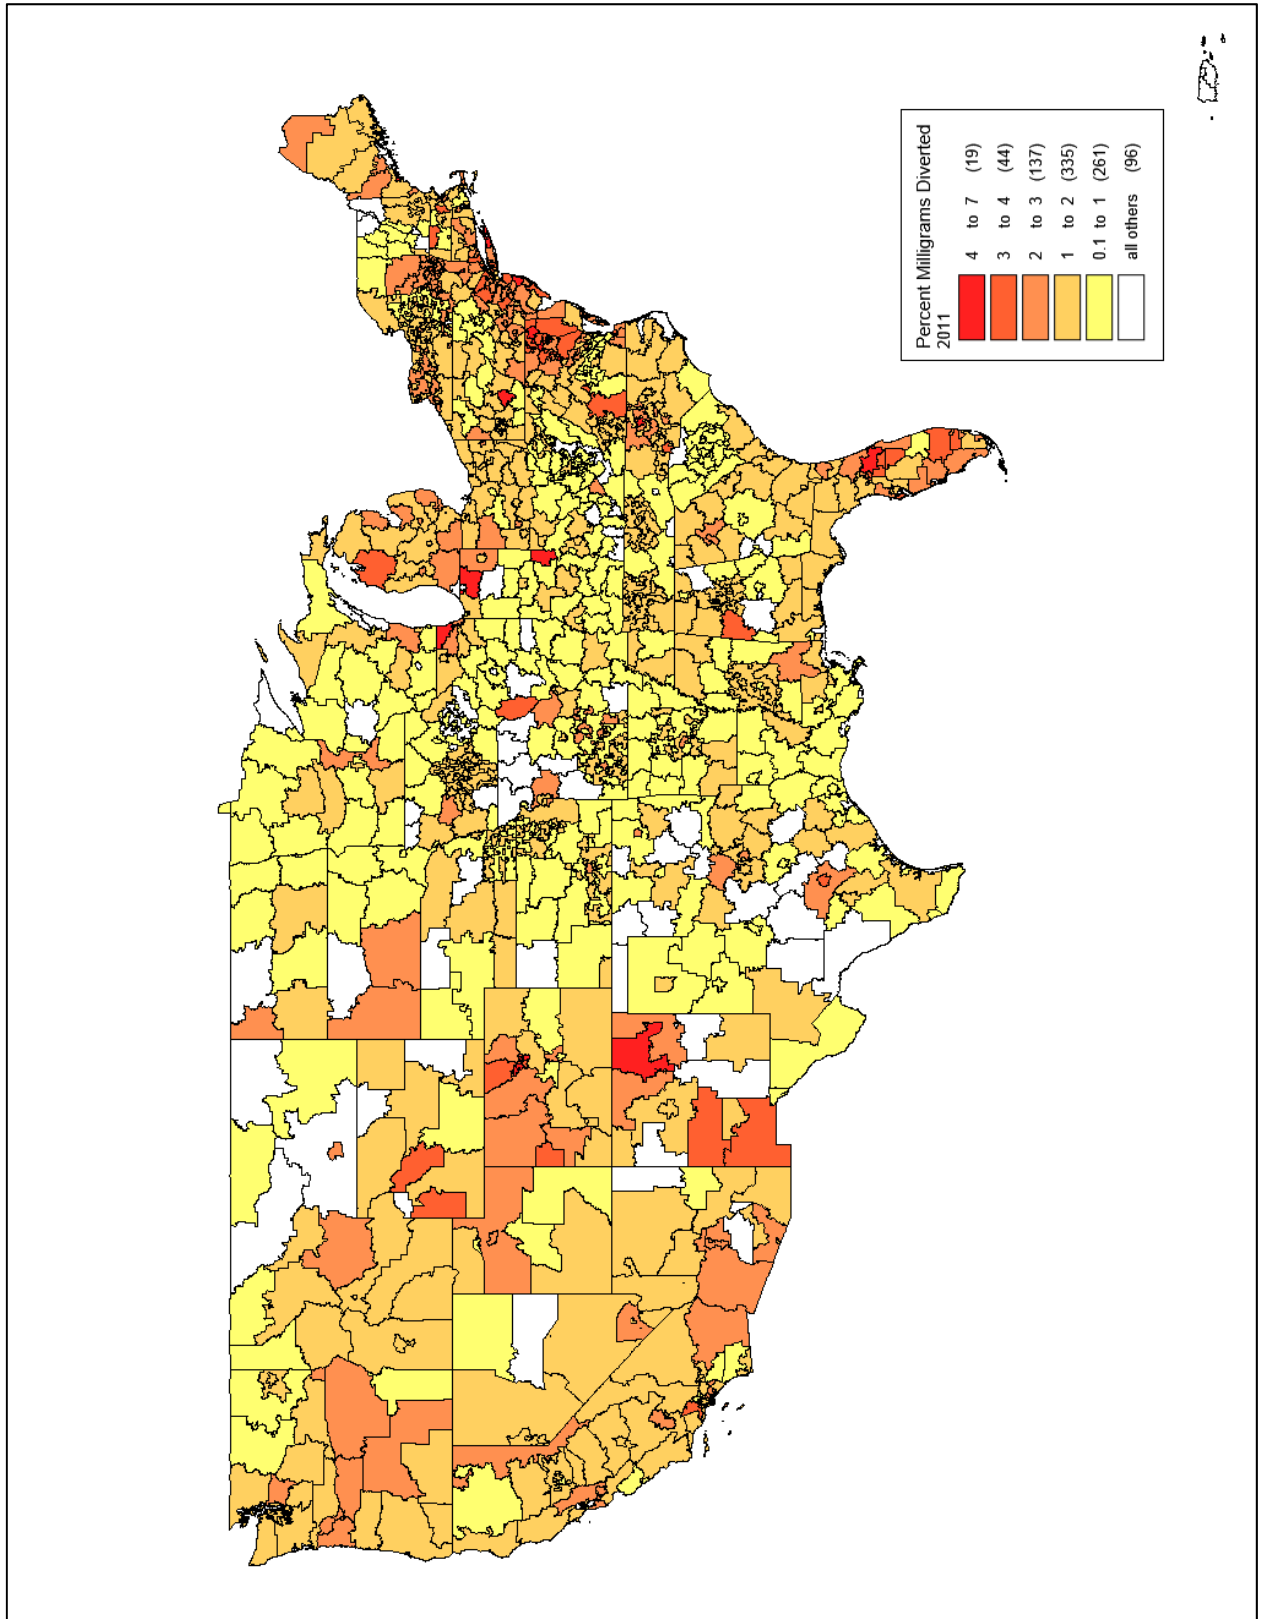 Percent Milligrams Diverted
2011
4 to 7 (19)
3 to 4 (44)
2 to 3 (137)
1 to 2 (335)
0.1 to 1 (261)
all others (96)